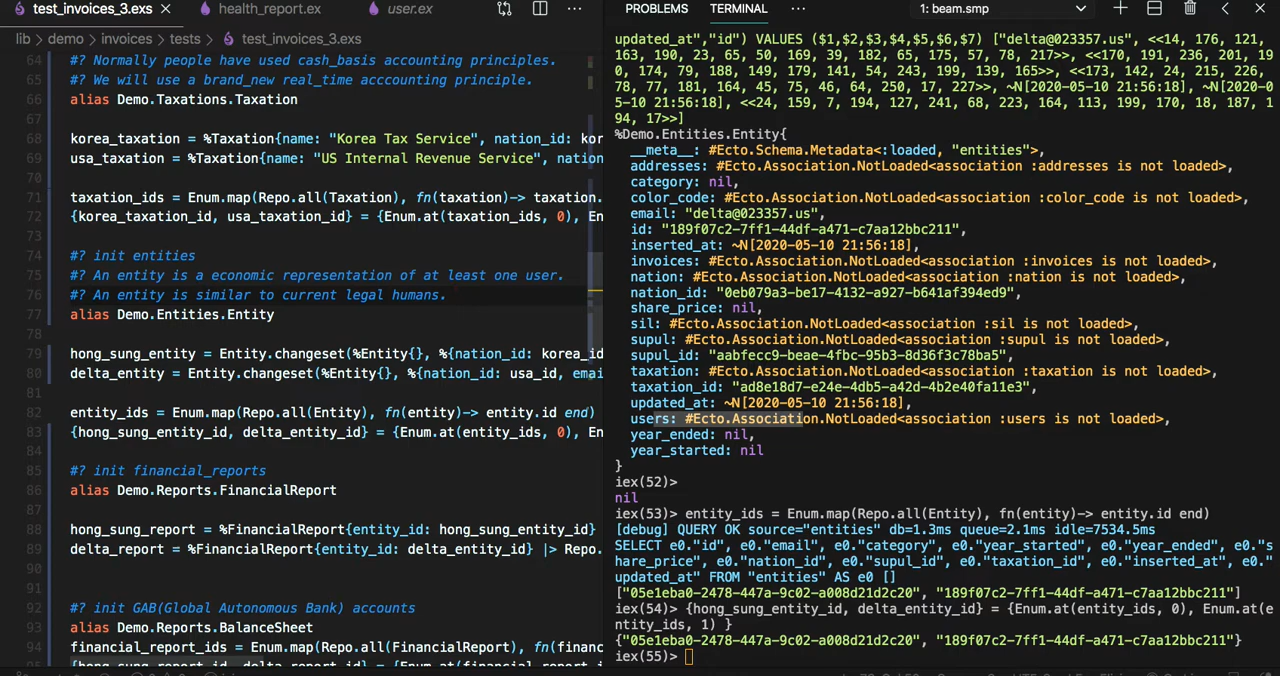 test_invoices_3.exs
health_report.ex
user.ex
lib > demo > invoices > tests > test_invoices_3.exs
64 #? Normally people have used cash_basis accounting principles.
65 #? We will use a brand_new real_time acccounting principle.
66 alias Demo.Taxations.Taxation
67
68 korea_taxation = %Taxation{name: "Korea Tax Service", nation_id: kor
69 usa_taxation = %Taxation{name: "US Internal Revenue Service", nation
70
71 taxation_ids = Enum.map(Repo.all(Taxation), fn(taxation)-> taxation.
72 {korea_taxation_id, usa_taxation_id} = {Enum.at(taxation_ids, 0), En
73
74 #? init entities
75 #? An entity is a economic representation of at least one user.
76 #? An entity is similar to current legal humans.
77 alias Demo.Entities.Entity
78
79 hong_sung_entity = Entity.changeset(%Entity{}, %{nation_id: korea_id
80 delta_entity = Entity.changeset(%Entity{}, %{nation_id: usa_id, emai
81
82 entity_ids = Enum.map(Repo.all(Entity), fn(entity)-> entity.id end)
83 {hong_sung_entity_id, delta_entity_id} = {Enum.at(entity_ids, 0), En
84
85 #? init financial_reports
86 alias Demo.Reports.FinancialReport
87
88 hong_sung_report = %FinancialReport{entity_id: hong_sung_entity_id}
89 delta_report = %FinancialReport{entity_id: delta_entity_id} |> Repo.
90
91
92 #? init GAB(Global Autonomous Bank) accounts
93 alias Demo.Reports.BalanceSheet
94 financial_report_ids = Enum.map(Repo.all(FinancialReport), fn(financ
PROBLEMS TERMINAL ··· 1: beam.smp
updated_at","id") VALUES ($1,$2,$3,$4,$5,$6,$7) ["delta@023357.us", <<14, 176, 121,
163, 190, 23, 65, 50, 169, 39, 182, 65, 175, 57, 78, 217>>, <<170, 191, 236, 201, 19
0, 174, 79, 188, 149, 179, 141, 54, 243, 199, 139, 165>>, <<173, 142, 24, 215, 226,
78, 77, 181, 164, 45, 75, 46, 64, 250, 17, 227>>, ~N[2020-05-10 21:56:18], ~N[2020-0
5-10 21:56:18], <<24, 159, 7, 194, 127, 241, 68, 223, 164, 113, 199, 170, 18, 187, 1
94, 17>>]
%Demo.Entities.Entity{
__meta__: #Ecto.Schema.Metadata<:loaded, "entities">,
addresses: #Ecto.Association.NotLoaded<association :addresses is not loaded>,
category: nil,
color_code: #Ecto.Association.NotLoaded<association :color_code is not loaded>,
email: "delta@023357.us",
id: "189f07c2-7ff1-44df-a471-c7aa12bbc211",
inserted_at: ~N[2020-05-10 21:56:18],
invoices: #Ecto.Association.NotLoaded<association :invoices is not loaded>,
nation: #Ecto.Association.NotLoaded<association :nation is not loaded>,
nation_id: "0eb079a3-be17-4132-a927-b641af394ed9",
share_price: nil,
sil: #Ecto.Association.NotLoaded<association :sil is not loaded>,
supul: #Ecto.Association.NotLoaded<association :supul is not loaded>,
supul_id: "aabfecc9-beae-4fbc-95b3-8d36f3c78ba5",
taxation: #Ecto.Association.NotLoaded<association :taxation is not loaded>,
taxation_id: "ad8e18d7-e24e-4db5-a42d-4b2e40fa11e3",
updated_at: ~N[2020-05-10 21:56:18],
users: #Ecto.Association.NotLoaded<association :users is not loaded>,
year_ended: nil,
year_started: nil
}
iex(52)>
nil
iex(53)> entity_ids = Enum.map(Repo.all(Entity), fn(entity)-> entity.id end)
[debug] QUERY OK source="entities" db=1.3ms queue=2.1ms idle=7534.5ms
SELECT e0."id", e0."email", e0."category", e0."year_started", e0."year_ended", e0."s
hare_price", e0."nation_id", e0."supul_id", e0."taxation_id", e0."inserted_at", e0."
updated_at" FROM "entities" AS e0 []
["05e1eba0-2478-447a-9c02-a008d21d2c20", "189f07c2-7ff1-44df-a471-c7aa12bbc211"]
iex(54)> {hong_sung_entity_id, delta_entity_id} = {Enum.at(entity_ids, 0), Enum.at(e
ntity_ids, 1) }
{"05e1eba0-2478-447a-9c02-a008d21d2c20", "189f07c2-7ff1-44df-a471-c7aa12bbc211"}
iex(55)>